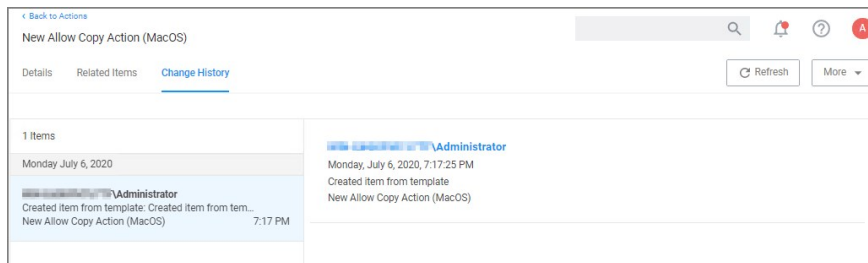 ‹ Back to Actions
New Allow Copy Action (MacOS)
A
Details Related Items Change History
Refresh More
1 Items
Monday July 6, 2020
\Administrator
Created item from template: Created item from tem...
New Allow Copy Action (MacOS) 7:17 PM
\Administrator
Monday, July 6, 2020, 7:17:25 PM
Created item from template
New Allow Copy Action (MacOS)